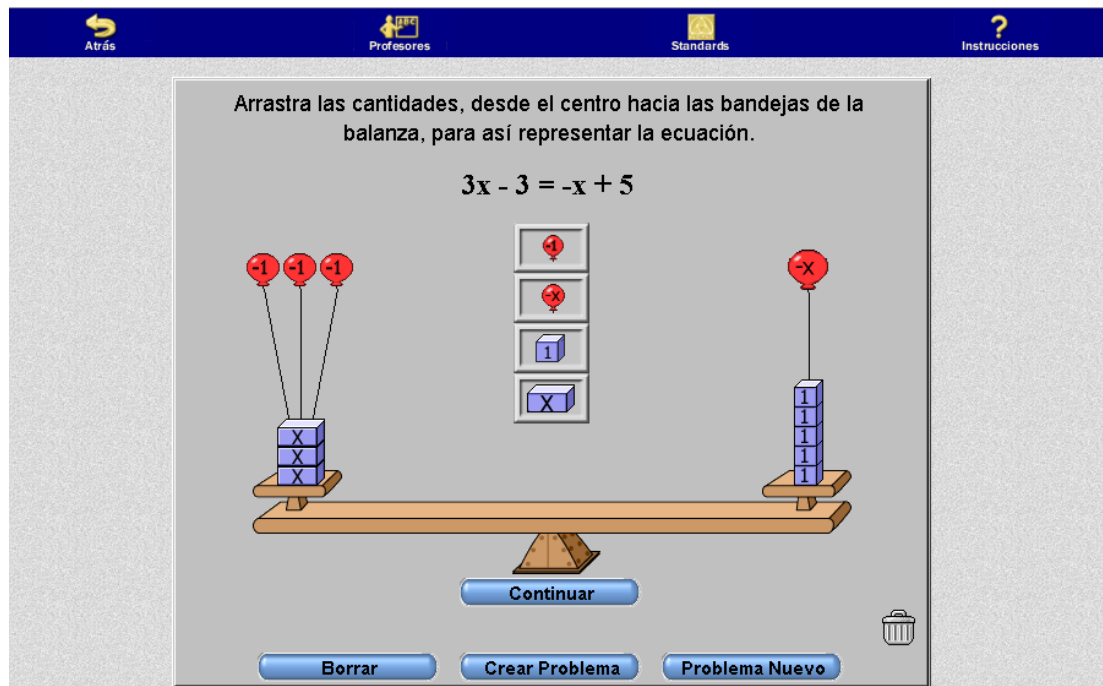 Atrás
ABC
Profesores
Standards
?
Instrucciones
Arrastra las cantidades, desde el centro hacia las bandejas de la
balanza, para así representar la ecuación.
3x - 3 = -x + 5
-1 -1 -1
-1
-x
1
X
-x
X
X
X
1
1
1
1
1
Continuar
Borrar
Crear Problema
Problema Nuevo